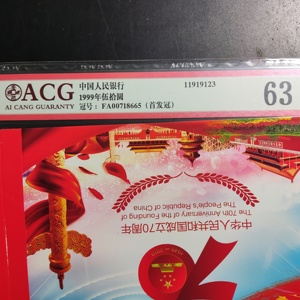 ACG
AI CANG GUARANTY
中国人民银行
1999年伍拾圆
冠号：FA00718665（首发冠）
11919123
63
中华人民共和国成立70周年
The 70th Anniversary of the Founding of
The People's Republic of China